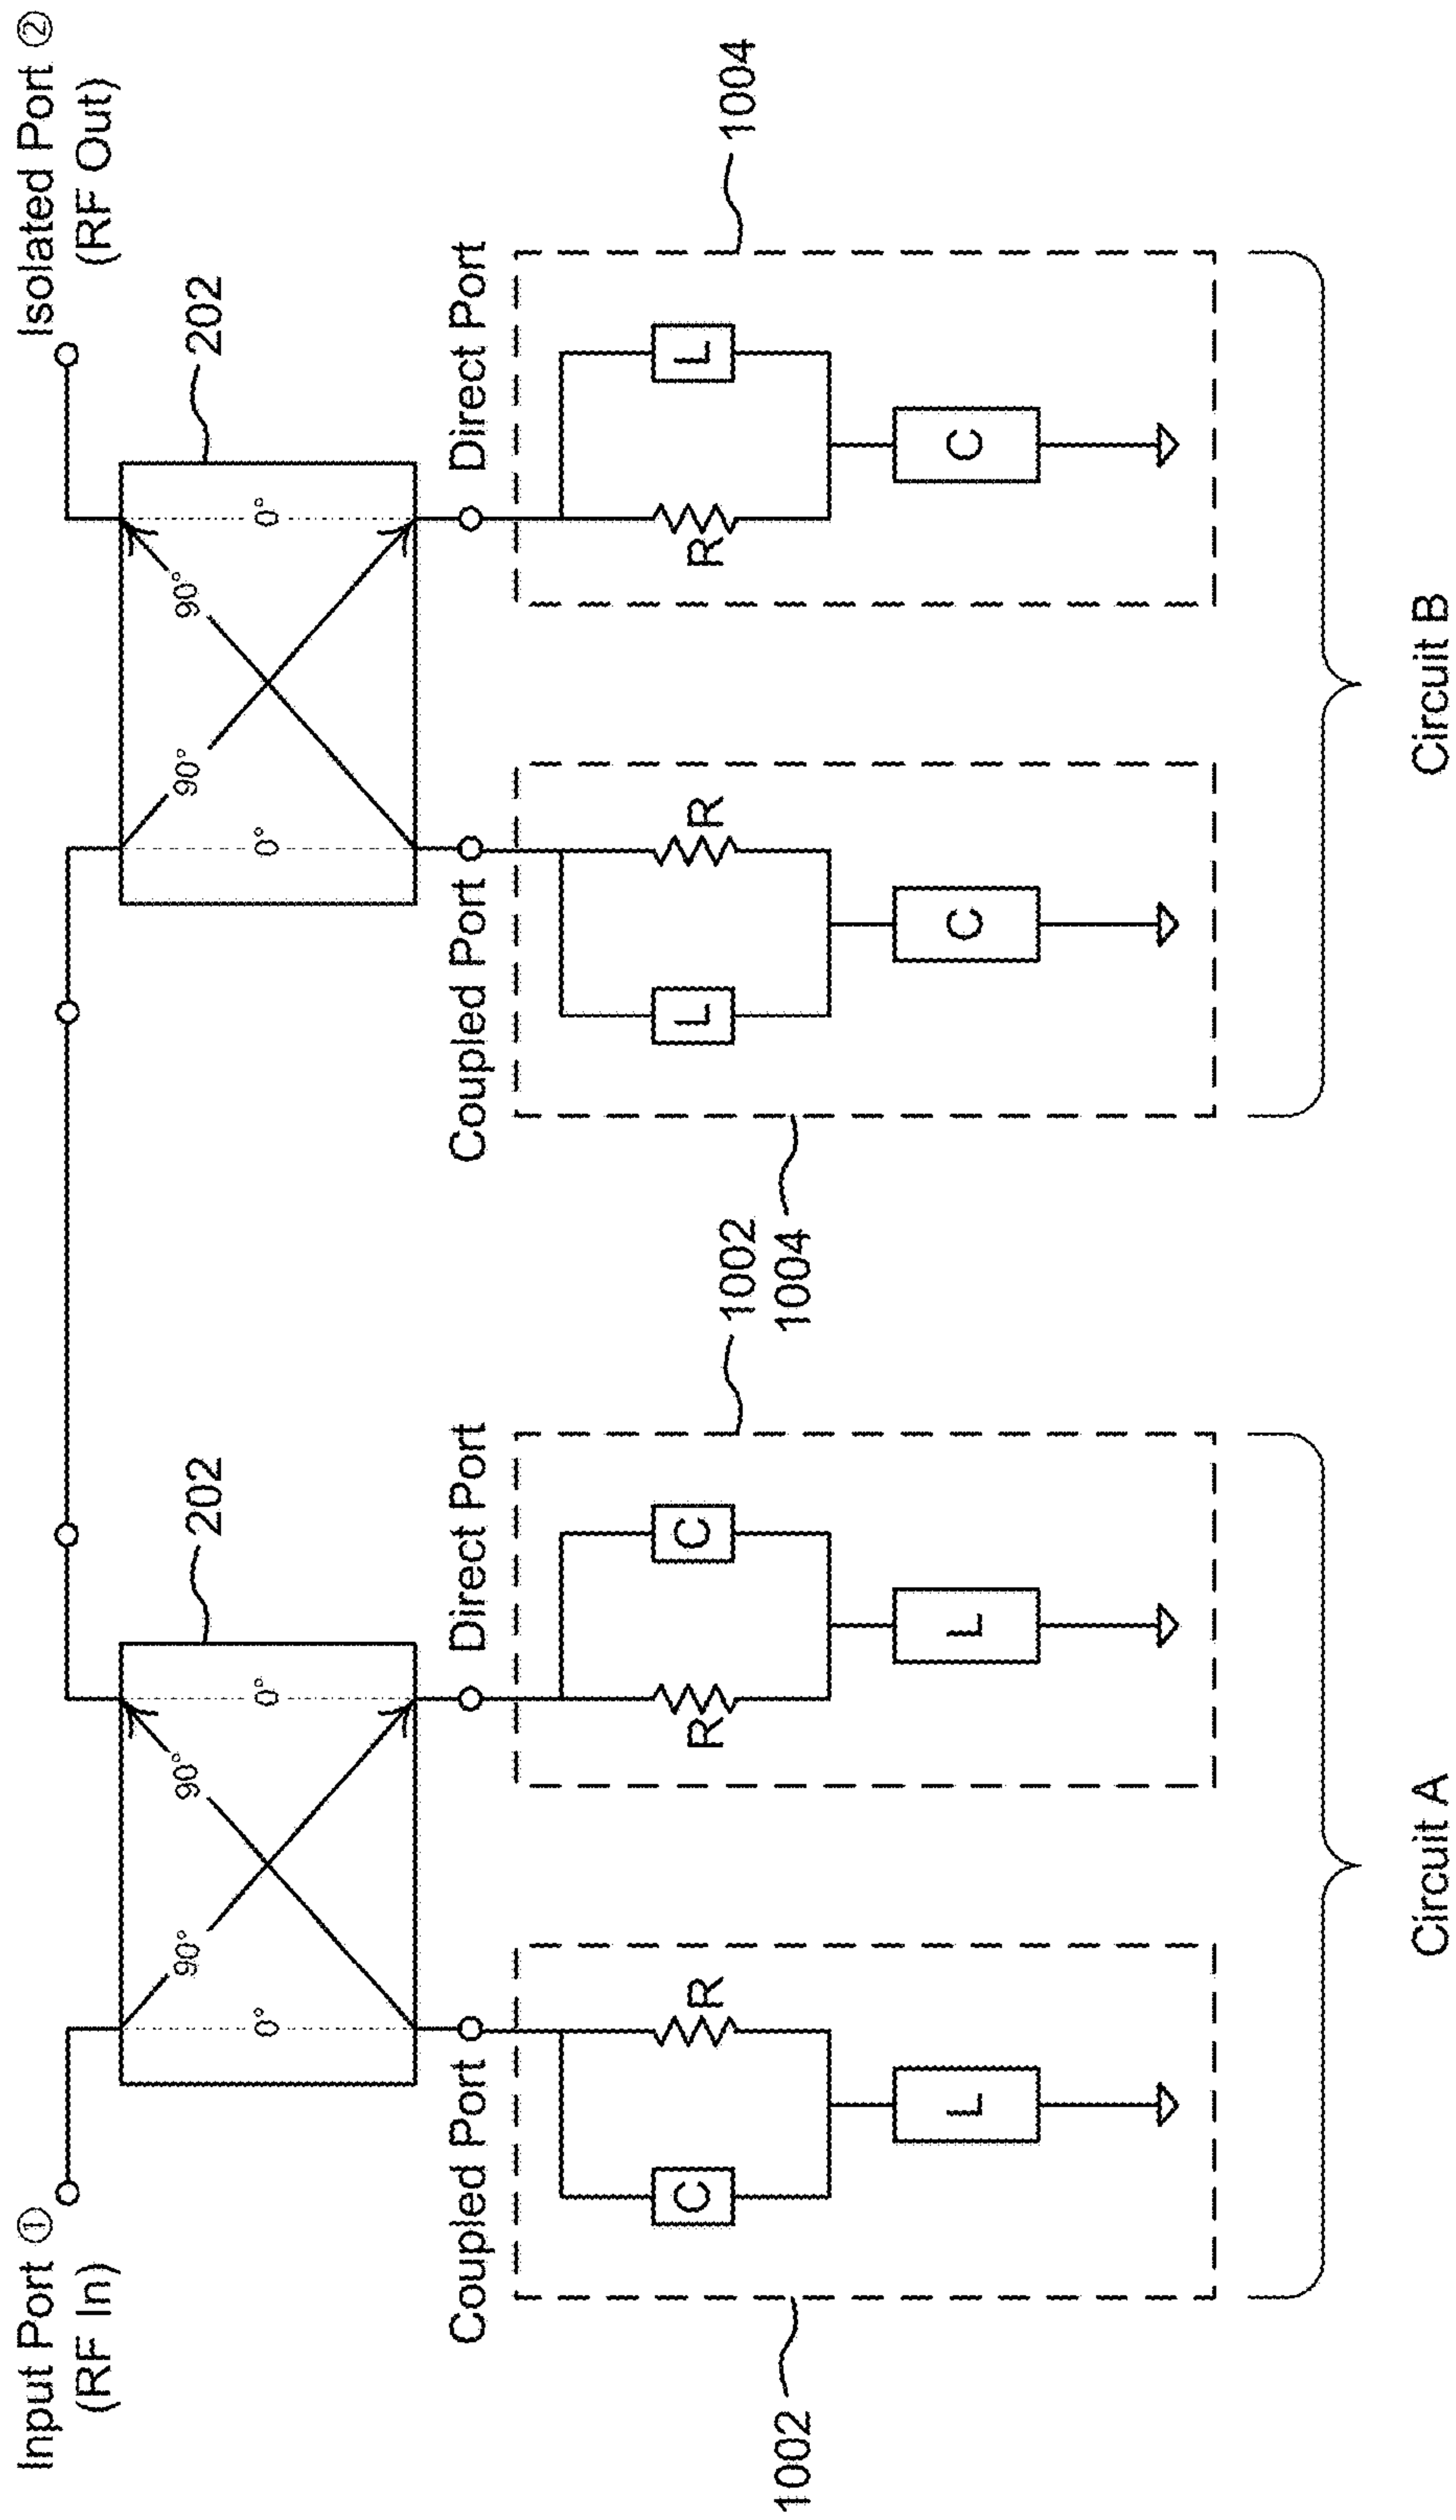 Input Port ①
(RF In)
Isolated Port ②
(RF Out)
202
202
0°
90°
90°
0°
0°
90°
90°
0°
Coupled Port
Direct Port
Coupled Port
Direct Port
1002
C
R
L
R
C
L
1002
1004
L
R
C
R
L
C
1004
Circuit A
Circuit B